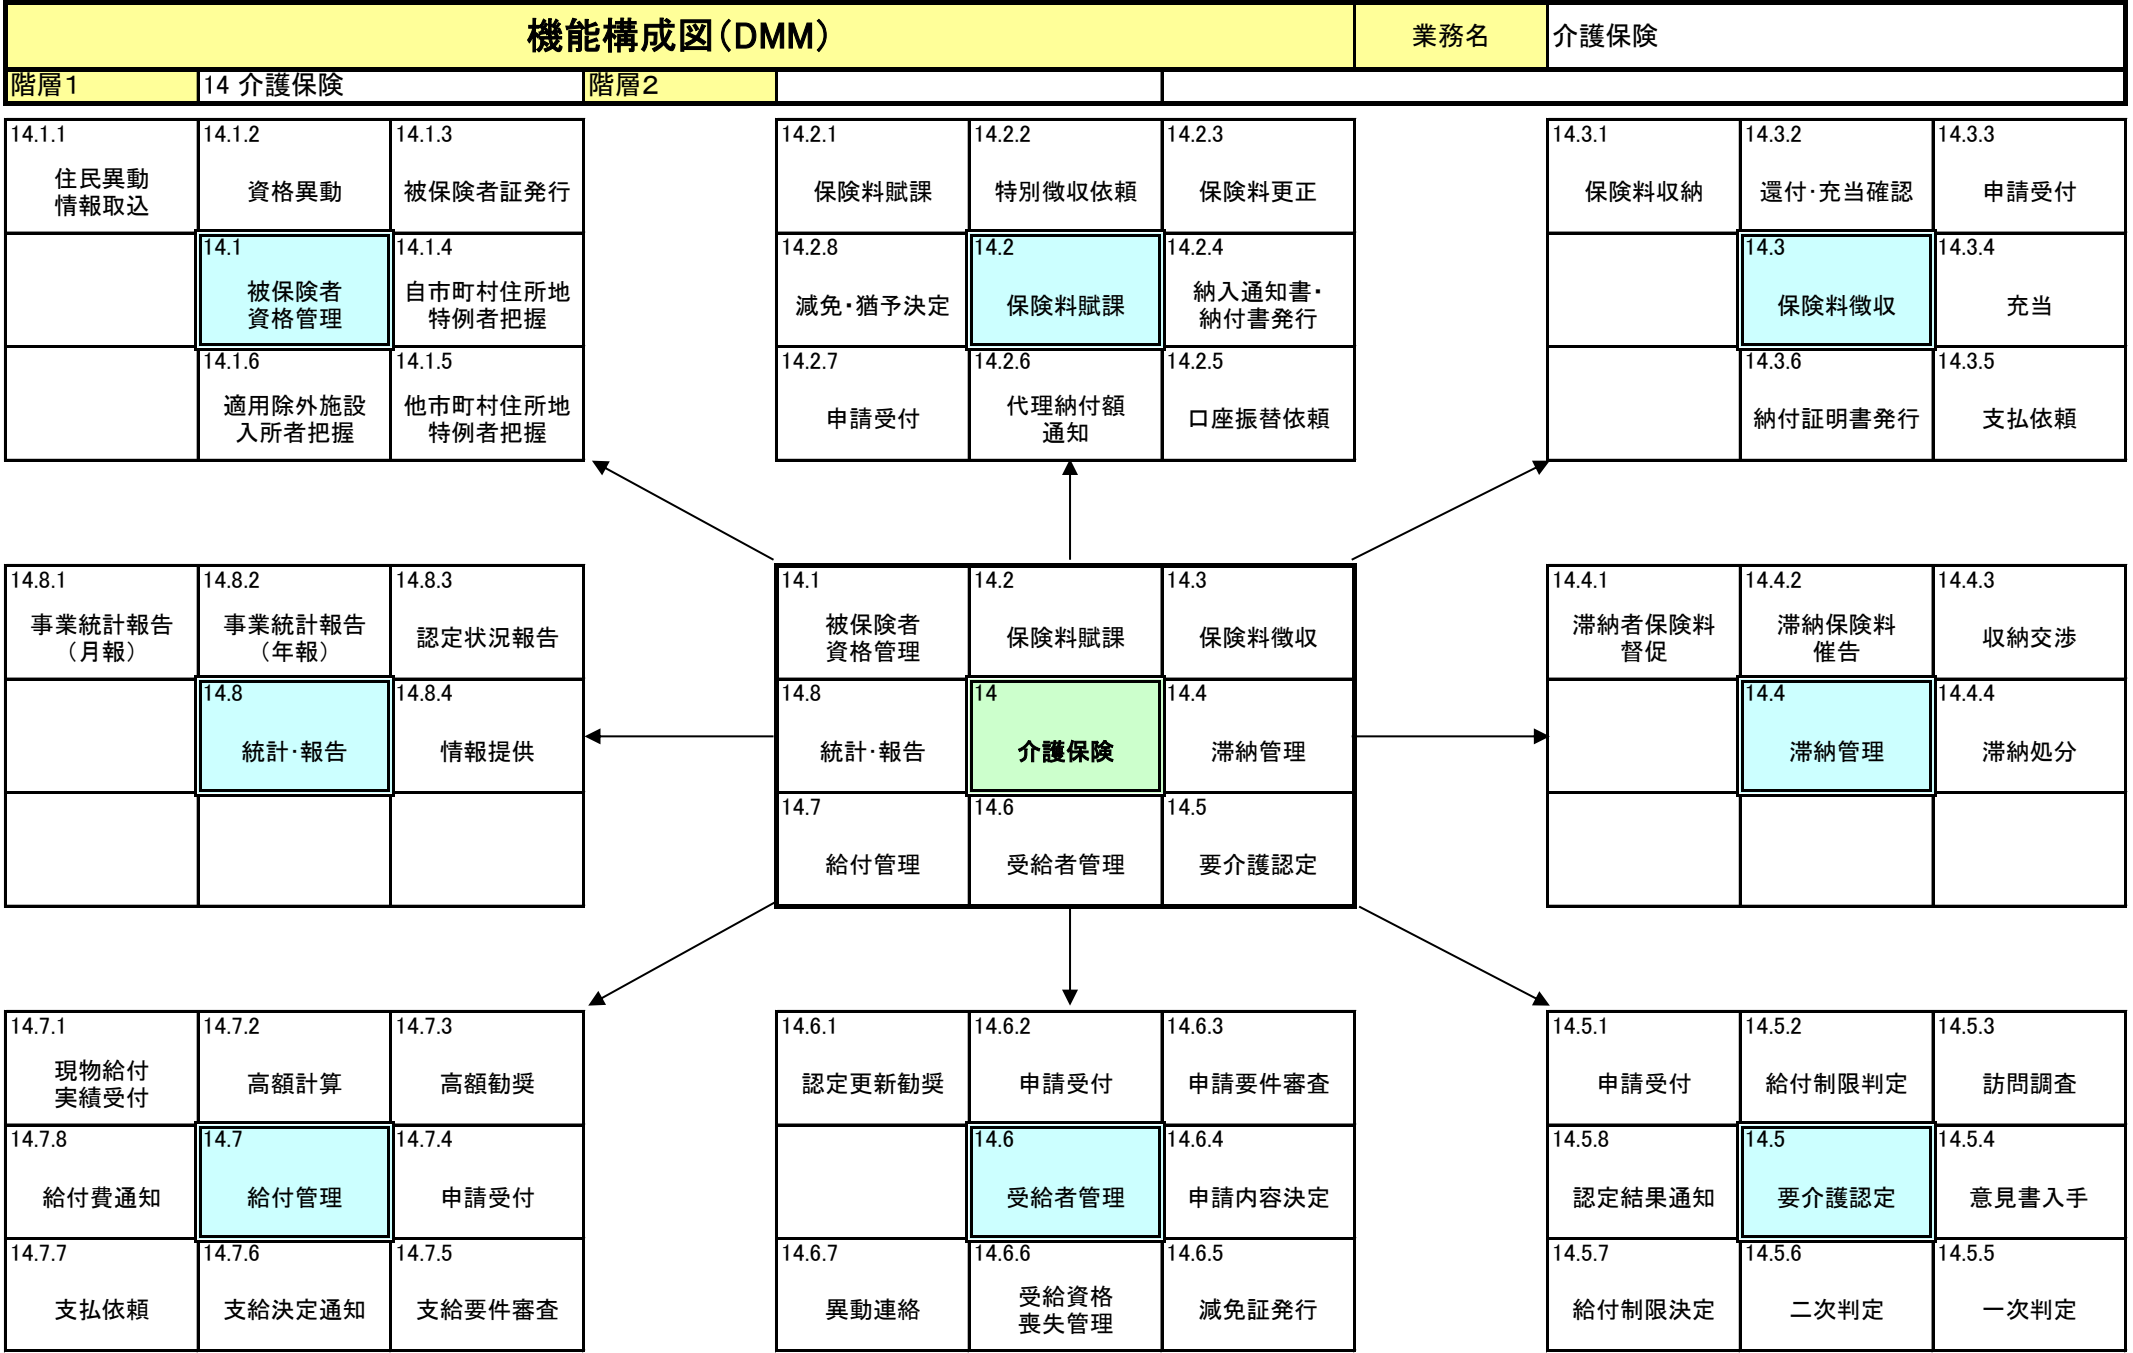 機能構成図（DMM）
業務名
介護保険
階層１
14 介護保険
階層２
14.1.1
住民異動
情報取込
14.1.2
資格異動
14.1.3
被保険者証発行
14.1
被保険者
資格管理
14.1.4
自市町村住所地
特例者把握
14.1.6
適用除外施設
入所者把握
14.1.5
他市町村住所地
特例者把握
14.2.1
保険料賦課
14.2.2
特別徴収依頼
14.2.3
保険料更正
14.2.8
減免・猶予決定
14.2
保険料賦課
14.2.4
納入通知書・
納付書発行
14.2.7
申請受付
14.2.6
代理納付額
通知
14.2.5
口座振替依頼
14.3.1
保険料収納
14.3.2
還付・充当確認
14.3.3
申請受付
14.3
保険料徴収
14.3.4
充当
14.3.6
納付証明書発行
14.3.5
支払依頼
14.8.1
事業統計報告
（月報）
14.8.2
事業統計報告
（年報）
14.8.3
認定状況報告
14.8
統計・報告
14.8.4
情報提供
14.1
被保険者
資格管理
14.2
保険料賦課
14.3
保険料徴収
14.8
統計・報告
14
介護保険
14.4
滞納管理
14.7
給付管理
14.6
受給者管理
14.5
要介護認定
14.4.1
滞納者保険料
督促
14.4.2
滞納保険料
催告
14.4.3
収納交渉
14.4
滞納管理
14.4.4
滞納処分
14.7.1
現物給付
実績受付
14.7.2
高額計算
14.7.3
高額勧奨
14.7.8
給付費通知
14.7
給付管理
14.7.4
申請受付
14.7.7
支払依頼
14.7.6
支給決定通知
14.7.5
支給要件審査
14.6.1
認定更新勧奨
14.6.2
申請受付
14.6.3
申請要件審査
14.6
受給者管理
14.6.4
申請内容決定
14.6.7
異動連絡
14.6.6
受給資格
喪失管理
14.6.5
減免証発行
14.5.1
申請受付
14.5.2
給付制限判定
14.5.3
訪問調査
14.5.8
認定結果通知
14.5
要介護認定
14.5.4
意見書入手
14.5.7
給付制限決定
14.5.6
二次判定
14.5.5
一次判定